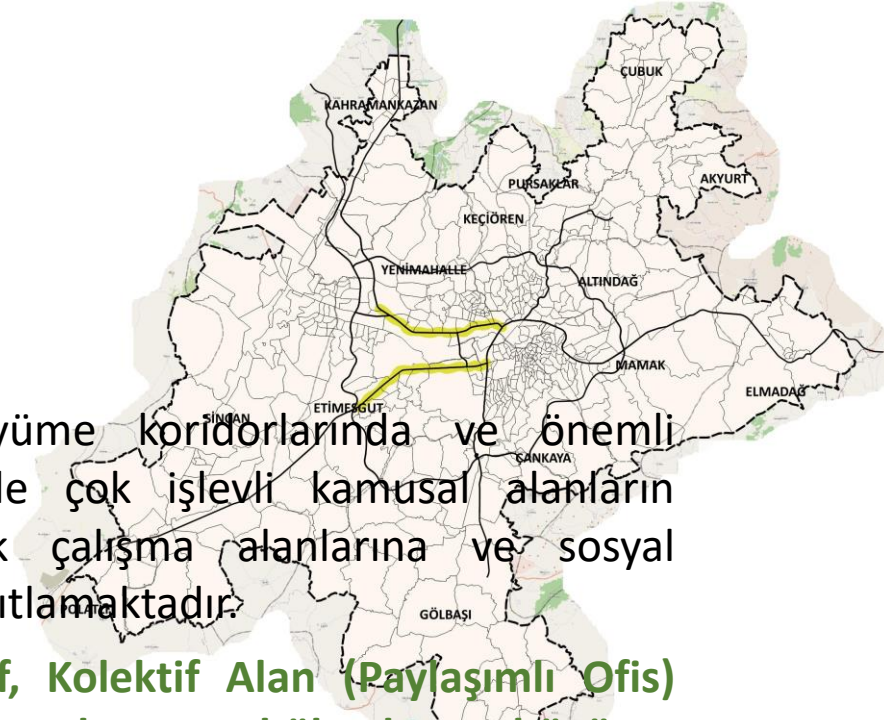 ÇUBUK
KAHRAMANKAZAN
PURSAKLAR
AKYURT
KEÇİÖREN
YENİMAHALLE
ALTINDAĞ
MAMAK
ELMADAĞ
ETİMESGUT
SİNCAN
yüme koridorlarında ve önemli
ÇANKAYA
le çok işlevli kamusal alanların
k çalışma alanlarına ve sosyal
ıtlamaktadır.
GÖLBAŞI
f, Kolektif Alan (Paylaşımlı Ofis)